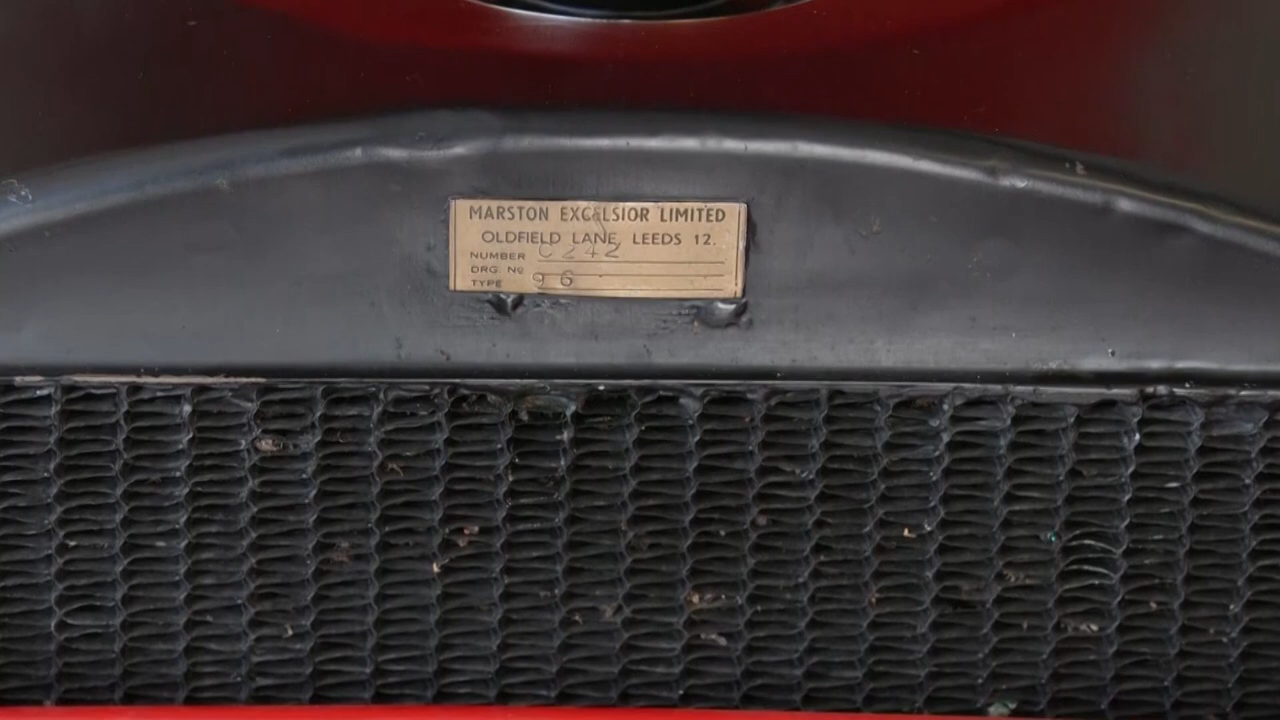 MARSTON EXCELSIOR LIMITED
OLDFIELD LANE, LEEDS 12.
NUMBER C242
DRG. Nº
TYPE 96